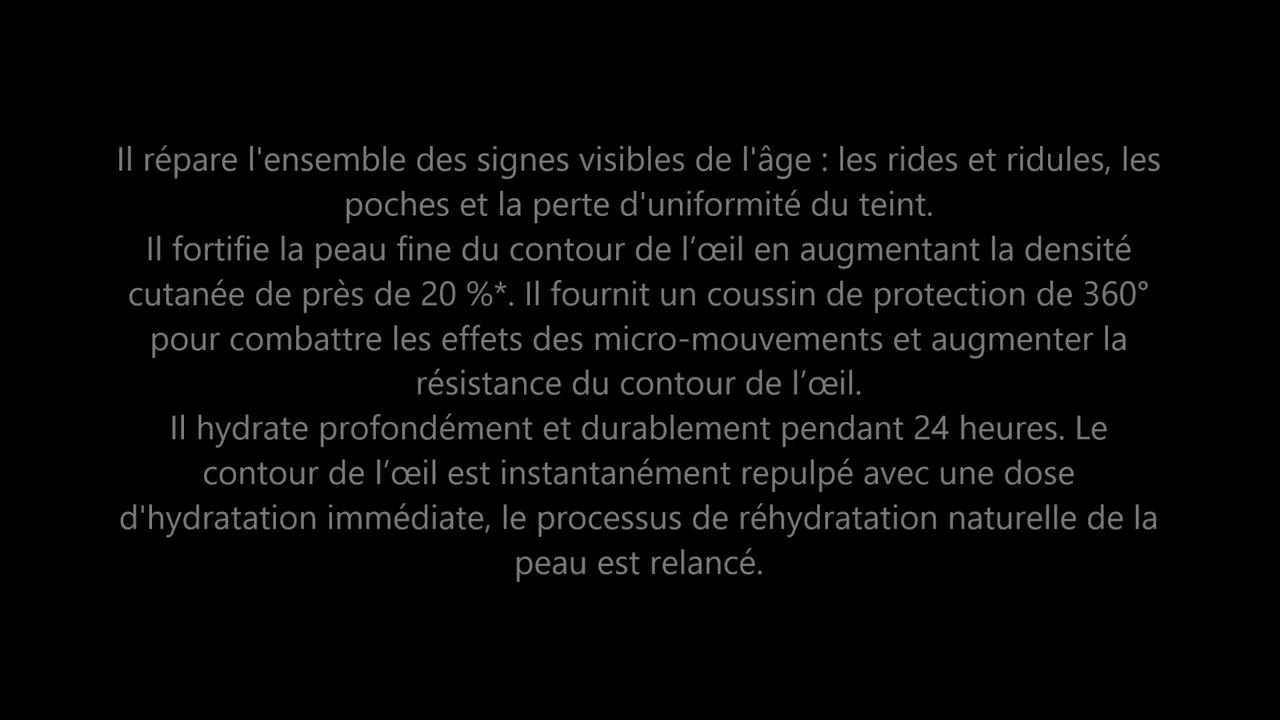 Il répare l'ensemble des signes visibles de l'âge : les rides et ridules, les
poches et la perte d'uniformité du teint.
Il fortifie la peau fine du contour de l’œil en augmentant la densité
cutanée de près de 20 %*. Il fournit un coussin de protection de 360°
pour combattre les effets des micro-mouvements et augmenter la
résistance du contour de l’œil.
Il hydrate profondément et durablement pendant 24 heures. Le
contour de l’œil est instantanément repulpé avec une dose
d'hydratation immédiate, le processus de réhydratation naturelle de la
peau est relancé.